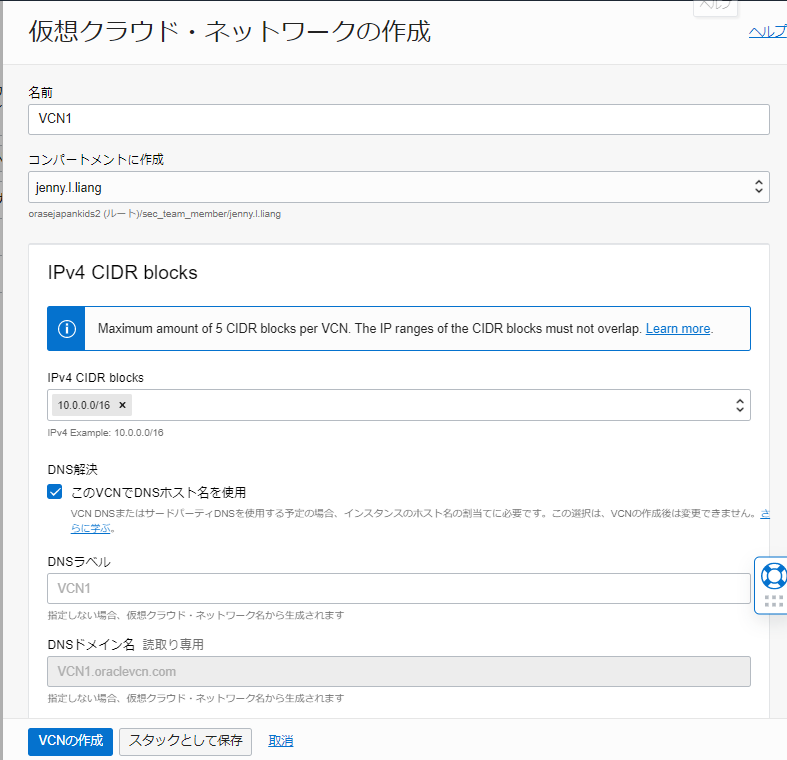 ヘルプ
仮想クラウド・ネットワークの作成
ヘルプ
名前
VCN1
コンパートメントに作成
jenny.l.liang
orasejapankids2 (ルート)/sec_team_member/jenny.l.liang
IPv4 CIDR blocks
Maximum amount of 5 CIDR blocks per VCN. The IP ranges of the CIDR blocks must not overlap. Learn more.
IPv4 CIDR blocks
10.0.0.0/16 ×
IPv4 Example: 10.0.0.0/16
DNS解決
このVCNでDNSホスト名を使用
VCN DNSまたはサードパーティDNSを使用する予定の場合、インスタンスのホスト名の割当てに必要です。この選択は、VCNの作成後は変更できません。さ
らに学ぶ。
DNSラベル
VCN1
指定しない場合、仮想クラウド・ネットワーク名から生成されます
DNSドメイン名 読取り専用
VCN1.oraclevcn.com
指定しない場合、仮想クラウド・ネットワーク名から生成されます
VCNの作成 スタックとして保存 取消